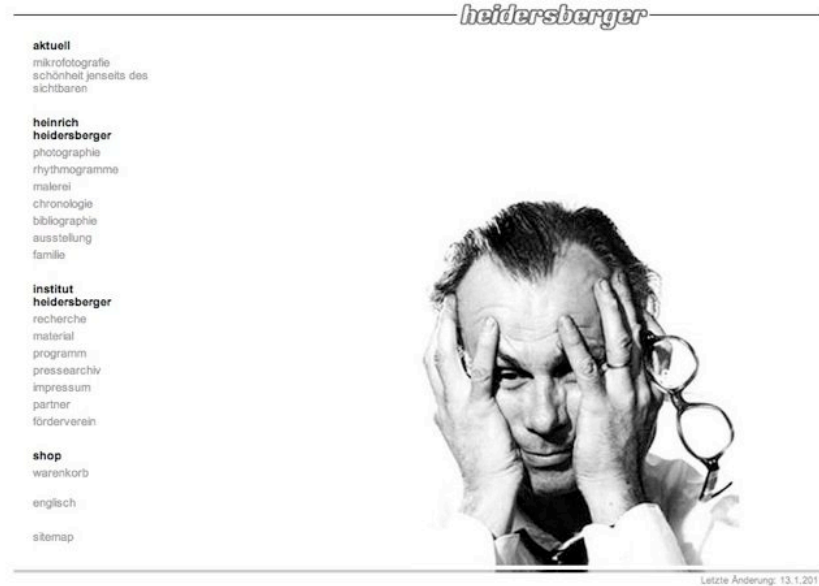 heidersberger
aktuell
mikrofotografie
schönheit jenseits des
sichtbaren
heinrich
heidersberger
photographie
rhythmogramme
malerei
chronologie
bibliographie
ausstellung
familie
institut
heidersberger
recherche
material
programm
pressearchiv
impressum
partner
förderverein
shop
warenkorb
englisch
sitemap
Letzte Änderung: 13.1.201